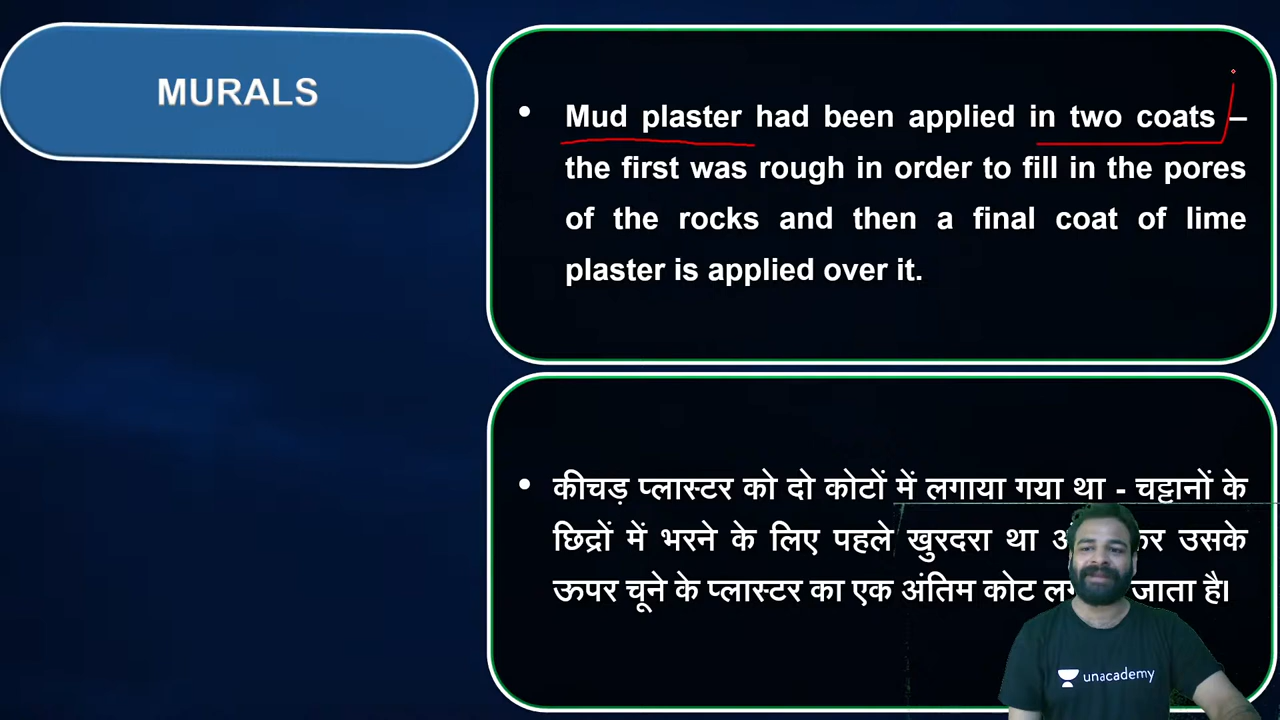 MURALS
• Mud plaster had been applied in two coats –
the first was rough in order to fill in the pores
of the rocks and then a final coat of lime
plaster is applied over it.
• कीचड़ प्लास्टर को दो कोटों में लगाया गया था - चट्टानों के
छिद्रों में भरने के लिए पहले खुरदरा था उसके
ऊपर चूने के प्लास्टर का एक अंतिम कोट जाता है।
unacademy